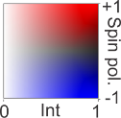 +1
Spin pol.
-1
0 Int 1